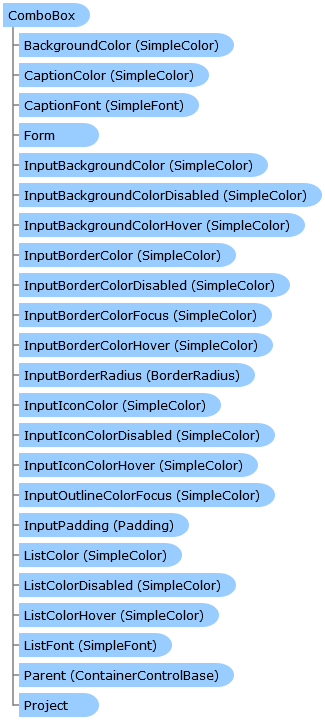 ComboBox
BackgroundColor (SimpleColor)
CaptionColor (SimpleColor)
CaptionFont (SimpleFont)
Form
InputBackgroundColor (SimpleColor)
InputBackgroundColorDisabled (SimpleColor)
InputBackgroundColorHover (SimpleColor)
InputBorderColor (SimpleColor)
InputBorderColorDisabled (SimpleColor)
InputBorderColorFocus (SimpleColor)
InputBorderColorHover (SimpleColor)
InputBorderRadius (BorderRadius)
InputIconColor (SimpleColor)
InputIconColorDisabled (SimpleColor)
InputIconColorHover (SimpleColor)
InputOutlineColorFocus (SimpleColor)
InputPadding (Padding)
ListColor (SimpleColor)
ListColorDisabled (SimpleColor)
ListColorHover (SimpleColor)
ListFont (SimpleFont)
Parent (ContainerControlBase)
Project